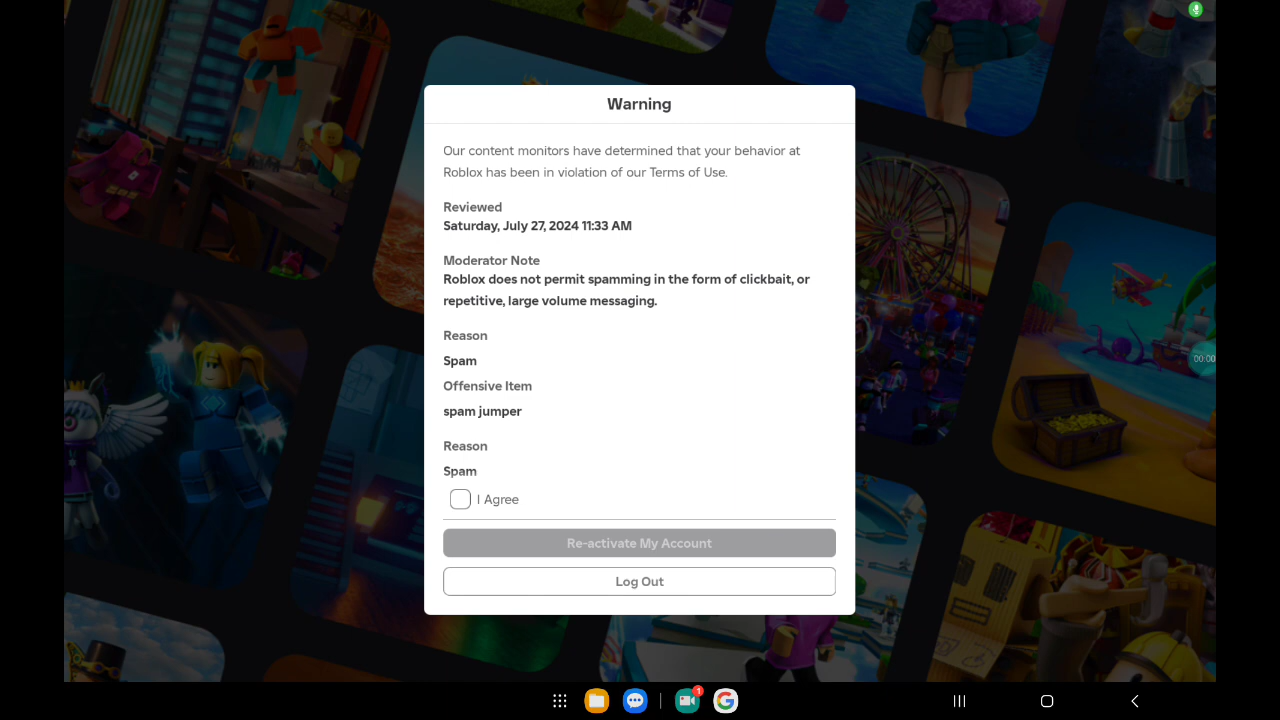 Warning
Our content monitors have determined that your behavior at
Roblox has been in violation of our Terms of Use.
Reviewed
Saturday, July 27, 2024 11:33 AM
Moderator Note
Roblox does not permit spamming in the form of clickbait, or
repetitive, large volume messaging.
Reason
Spam
Offensive Item
spam jumper
Reason
Spam
I Agree
Re-activate My Account
Log Out
00:00
1